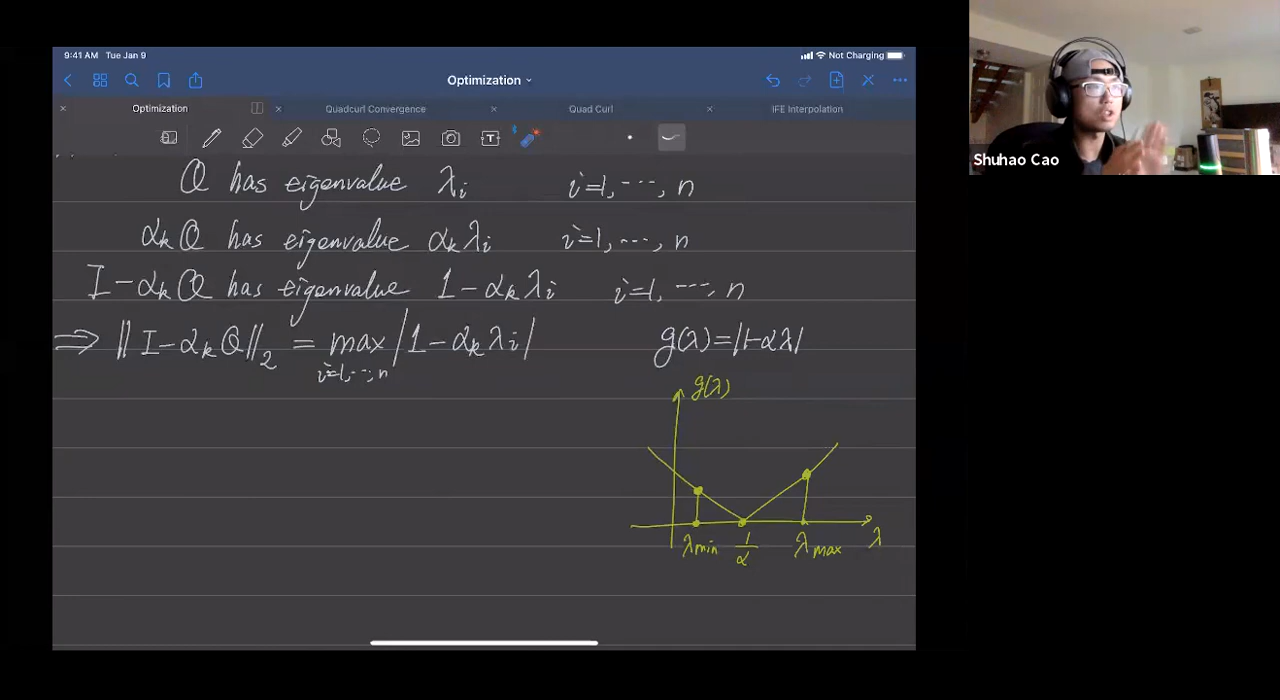 9:41 AM Tue Jan 9
Not Charging
Optimization
Optimization
Quadcurl Convergence
Quad Curl
IFE Interpolation
Shuhao Cao
Q has eigenvalue λi i=1, ⋯, n
αkQ has eigenvalue αkλi i=1, ⋯, n
I-αkQ has eigenvalue 1-αkλi i=1, ⋯, n
⇒ ||I-αkQ||2 = max |1-αkλi| g(λ)=|1-αλ|
i=1,⋯,n
g(λ)
λmin 1/α λmax λ